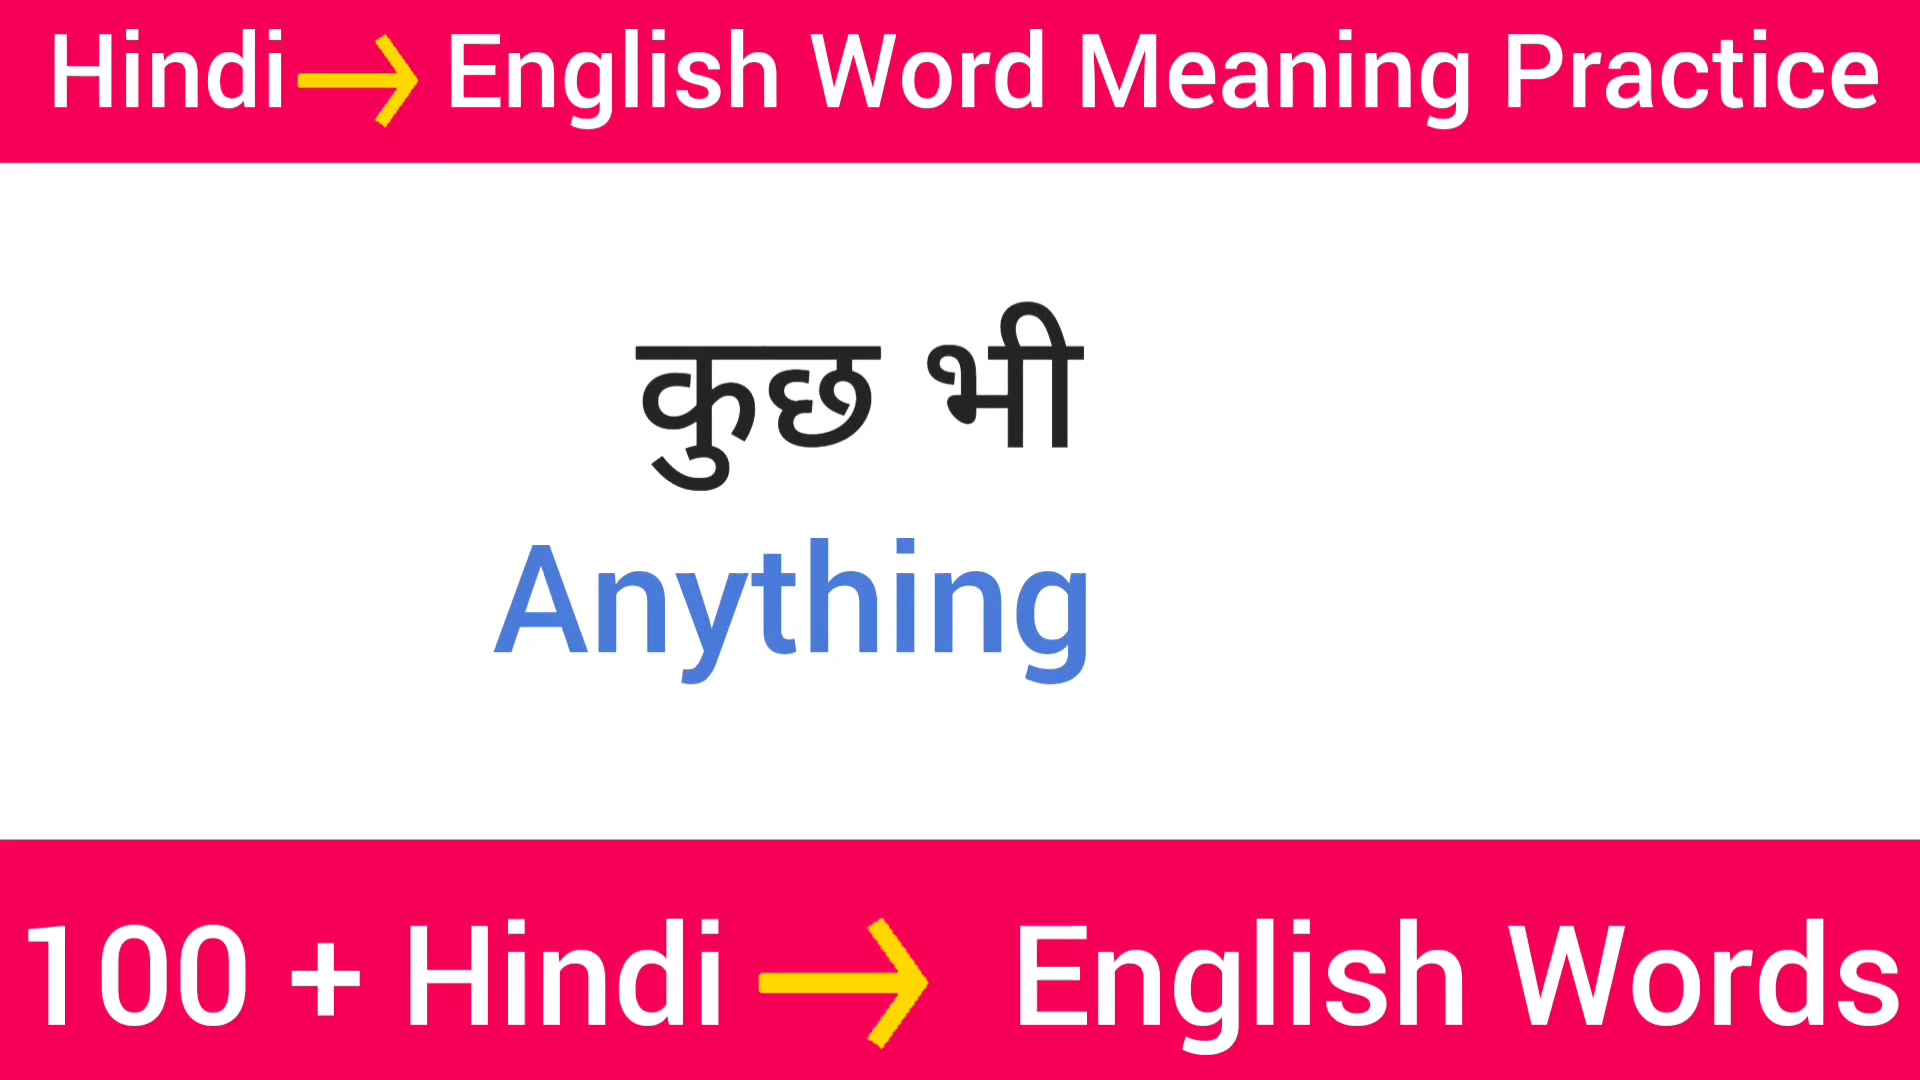 Hindi→ English Word Meaning Practice
कुछ भी
Anything
100 + Hindi → English Words